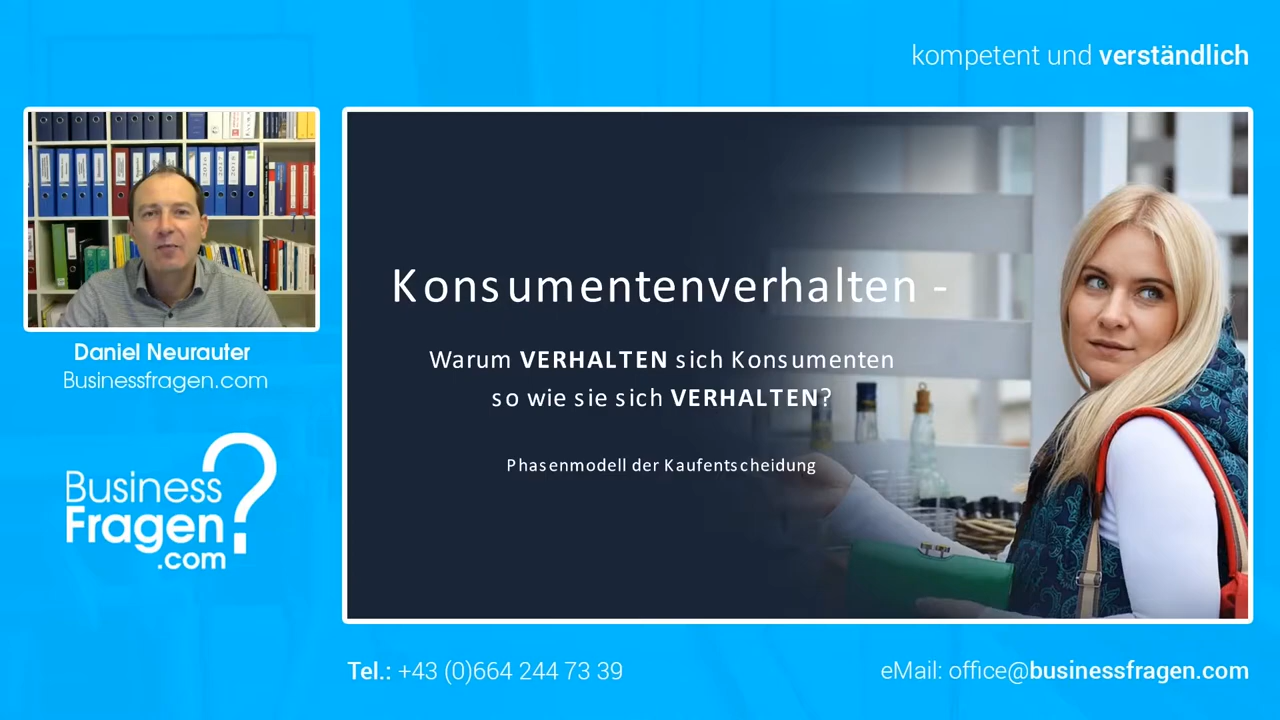 kompetent und verständlich
Daniel Neurauter
Businessfragen.com
Business
Fragen?
.com
Konsumentenverhalten -
Warum VERHALTEN sich Konsumenten
so wie sie sich VERHALTEN?
Phasenmodell der Kaufentscheidung
Tel.: +43 (0)664 244 73 39
eMail: office@businessfragen.com